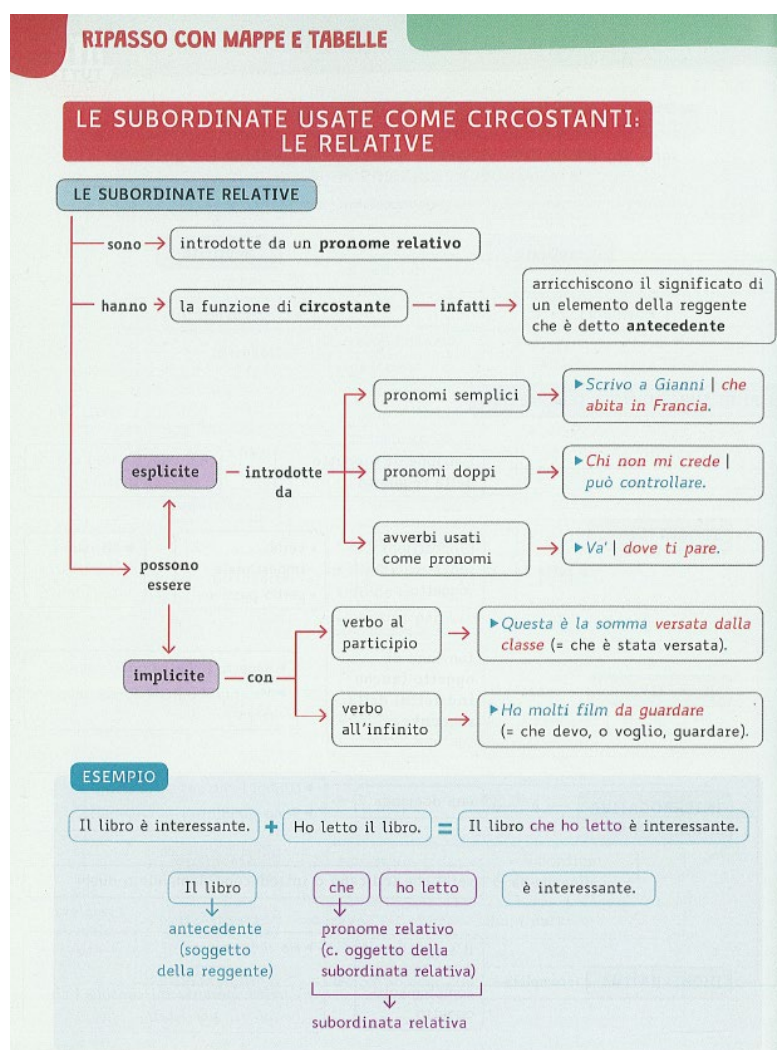 RIPASSO CON MAPPE E TABELLE
LE SUBORDINATE USATE COME CIRCOSTANTI:
LE RELATIVE
LE SUBORDINATE RELATIVE
sono
introdotte da un pronome relativo
hanno
la funzione di circostante
infatti
arricchiscono il significato di
un elemento della reggente
che è detto antecedente
possono
essere
esplicite
introdotte
da
pronomi semplici
▶Scrivo a Gianni | che
abita in Francia.
pronomi doppi
▶Chi non mi crede |
può controllare.
avverbi usati
come pronomi
▶Va' | dove ti pare.
implicite
con
verbo al
participio
▶Questa è la somma versata dalla
classe (= che è stata versata).
verbo
all'infinito
▶Ho molti film da guardare
(= che devo, o voglio, guardare).
ESEMPIO
Il libro è interessante. + Ho letto il libro. = Il libro che ho letto è interessante.
Il libro che ho letto è interessante.
antecedente
(soggetto
della reggente)
pronome relativo
(c. oggetto della
subordinata relativa)
subordinata relativa